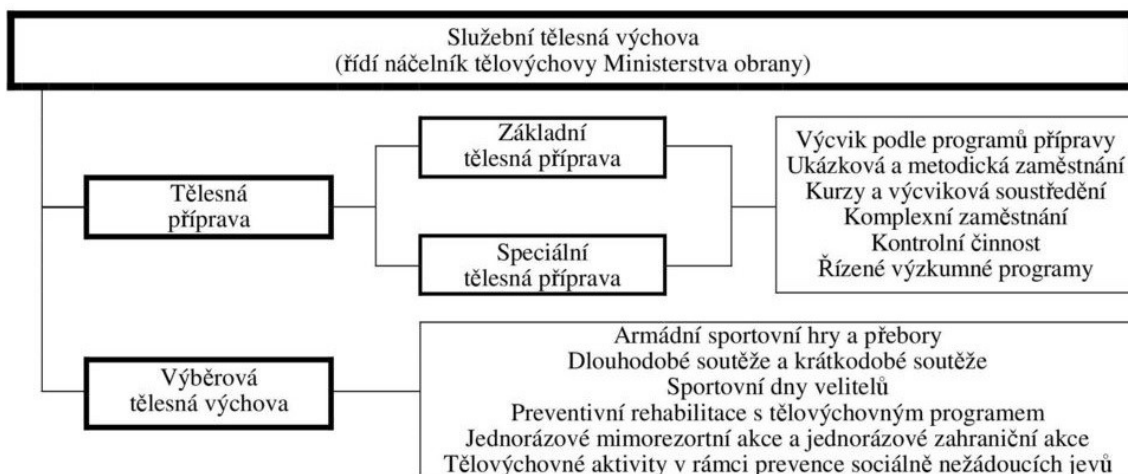 Služební tělesná výchova
(řídí náčelník tělovýchovy Ministerstva obrany)
Základní
tělesná příprava
Tělesná
příprava
Speciální
tělesná příprava
Výcvik podle programů přípravy
Ukázková a metodická zaměstnání
Kurzy a výcviková soustředění
Komplexní zaměstnání
Kontrolní činnost
Řízené výzkumné programy
Výběrová
tělesná výchova
Armádní sportovní hry a přebory
Dlouhodobé soutěže a krátkodobé soutěže
Sportovní dny velitelů
Preventivní rehabilitace s tělovýchovným programem
Jednorázové mimorezortní akce a jednorázové zahraniční akce
Tělovýchovné aktivity v rámci prevence sociálně nežádoucích jevů